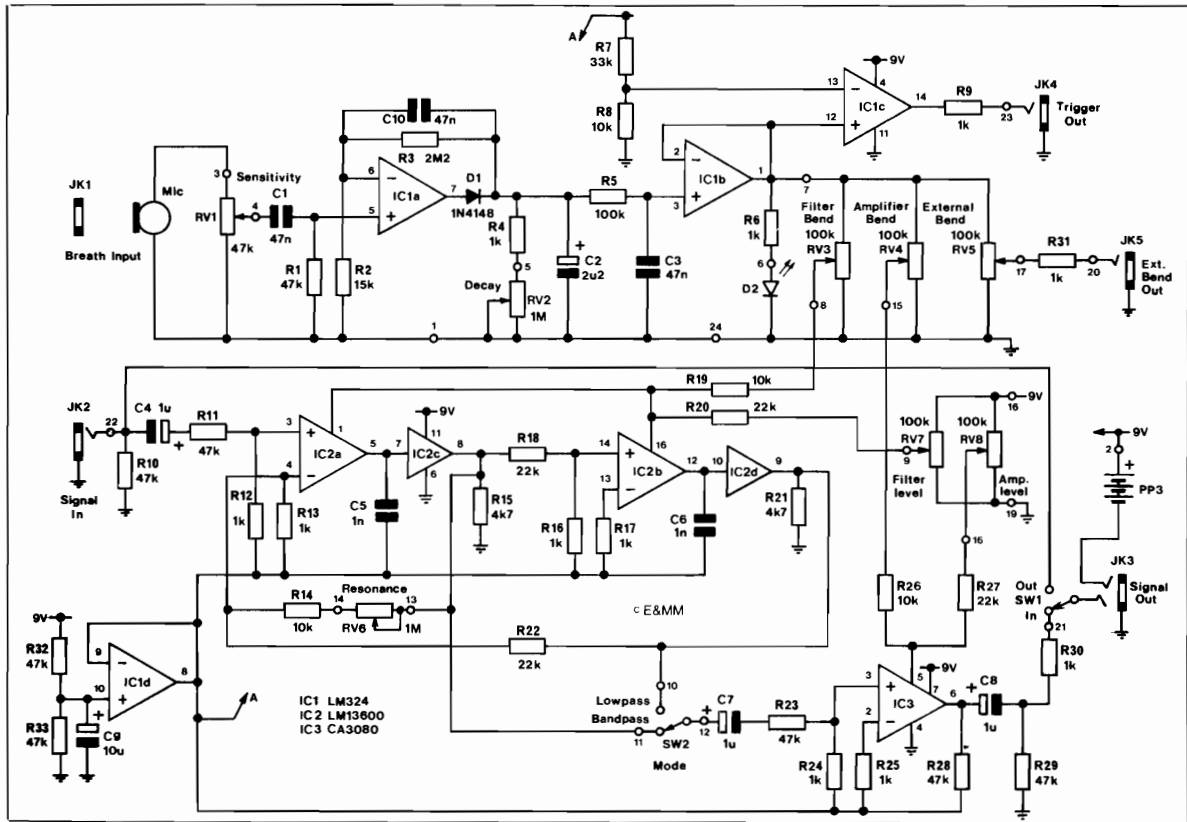 A
R7
33k
R8
10k
9V
13
4
IC1c
14
12
11
R9
1k
23
JK4
Trigger
Out
C10
47n
R3
2M2
6
IC1a
7
5
D1
1N4148
JK1
Mic
Breath Input
3
Sensitivity
4
C1
47n
RV1
47k
R1
47k
R2
15k
R4
1k
5
Decay
RV2
1M
C2
2u2
R5
100k
C3
47n
2
IC1b
1
3
7
R6
1k
6
D2
Filter
Bend
100k
RV3
8
Amplifier
Bend
100k
RV4
15
External
Bend
100k
RV5
17
R31
1k
20
JK5
Ext.
Bend
Out
1
24
JK2
22
C4
1u
R11
47k
R10
47k
Signal
In
3
1
IC2a
5
4
R12
1k
R13
1k
C5
1n
7
9V
11
IC2c
8
6
R18
22k
R15
4k7
R19
10k
R20
22k
14
16
IC2b
12
13
R16
1k
R17
1k
C6
1n
10
IC2d
9
R21
4k7
16
9V
100k
RV7
9
Filter
level
100k
RV8
Amp.
level
19
16
9V
2
PP3
JK3
Signal
Out
Out
SW1
In
21
R30
1k
R14
10k
14
Resonance
RV6
13
1M
c E&MM
R22
22k
R26
10k
R27
22k
9V
R32
47k
R33
47k
9
IC1d
8
10
C9
10u
A
IC1 LM324
IC2 LM13600
IC3 CA3080
10
Lowpass
Bandpass
11
SW2
12
Mode
C7
1u
R23
47k
3
5
9V
7
IC3
6
2
4
C8
1u
R24
1k
R25
1k
R28
47k
R29
47k